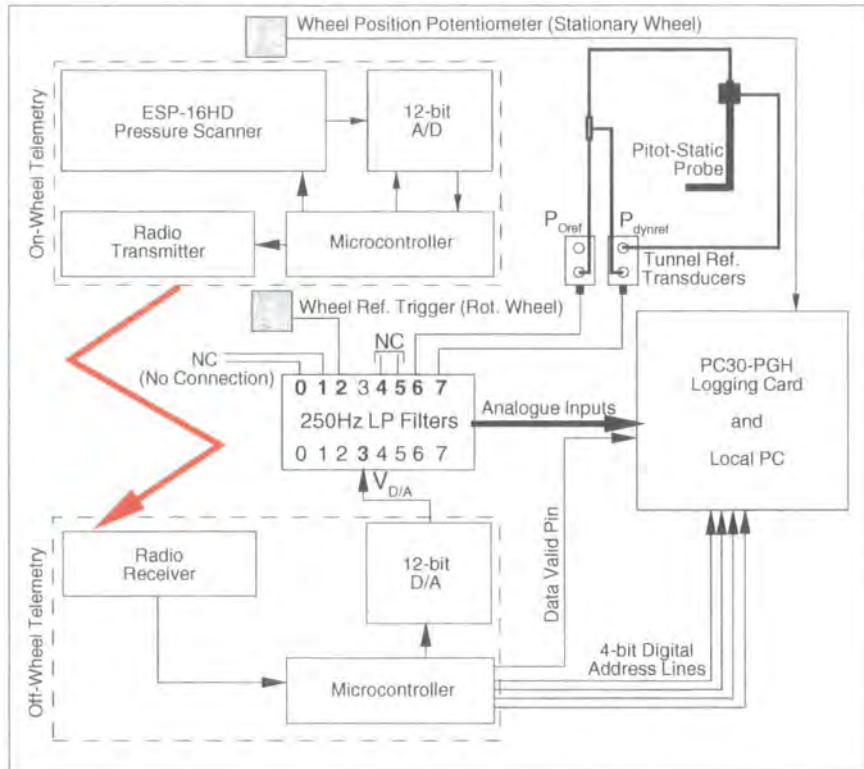 Wheel Position Potentiometer (Stationary Wheel)
On-Wheel Telemetry
ESP-16HD
Pressure Scanner
12-bit
A/D
Radio
Transmitter
Microcontroller
Pitot-Static
Probe
P0ref
Pdynref
Tunnel Ref.
Transducers
Wheel Ref. Trigger (Rot. Wheel)
NC
(No Connection)
NC
0 1 2 3 4 5 6 7
250Hz LP Filters
0 1 2 3 4 5 6 7
Analogue Inputs
PC30-PGH
Logging Card
and
Local PC
VD/A
Off-Wheel Telemetry
Radio
Receiver
12-bit
D/A
Microcontroller
Data Valid Pin
4-bit Digital
Address Lines